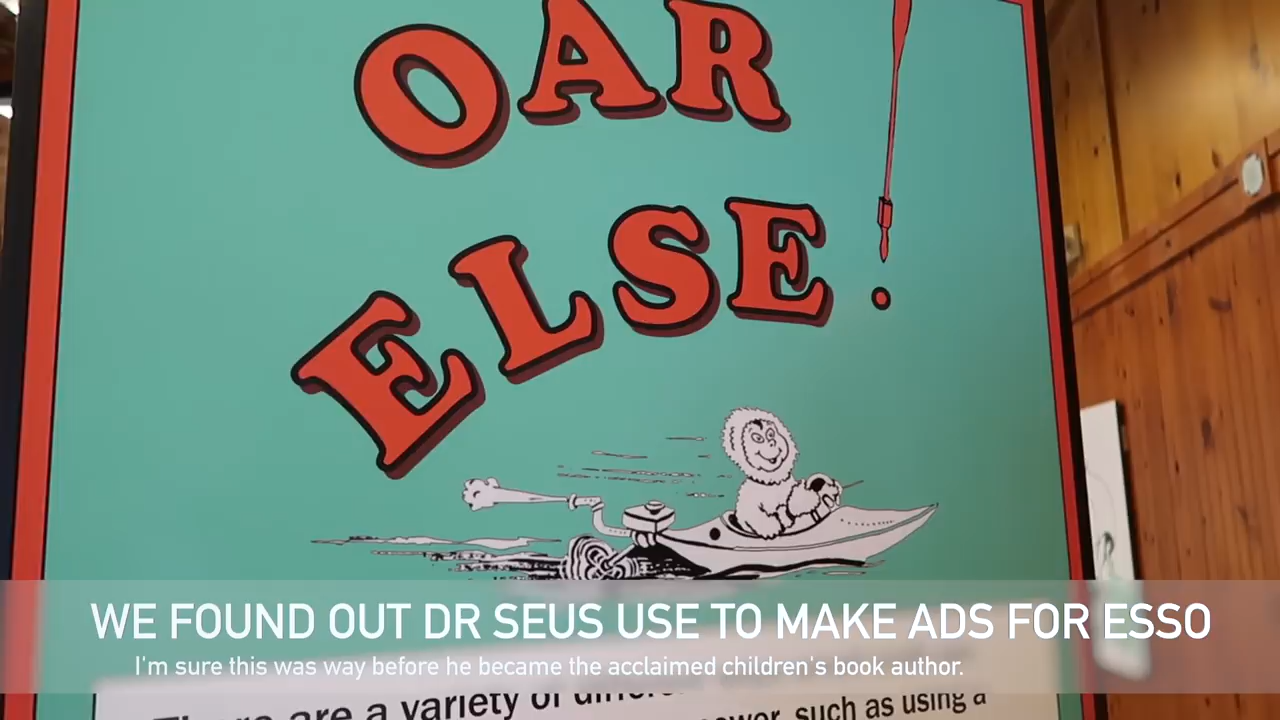 OAR
ELSE!
WE FOUND OUT DR SEUS USE TO MAKE ADS FOR ESSO
I'm sure this was way before he became the acclaimed children's book author.
There are a variety of
such as using a